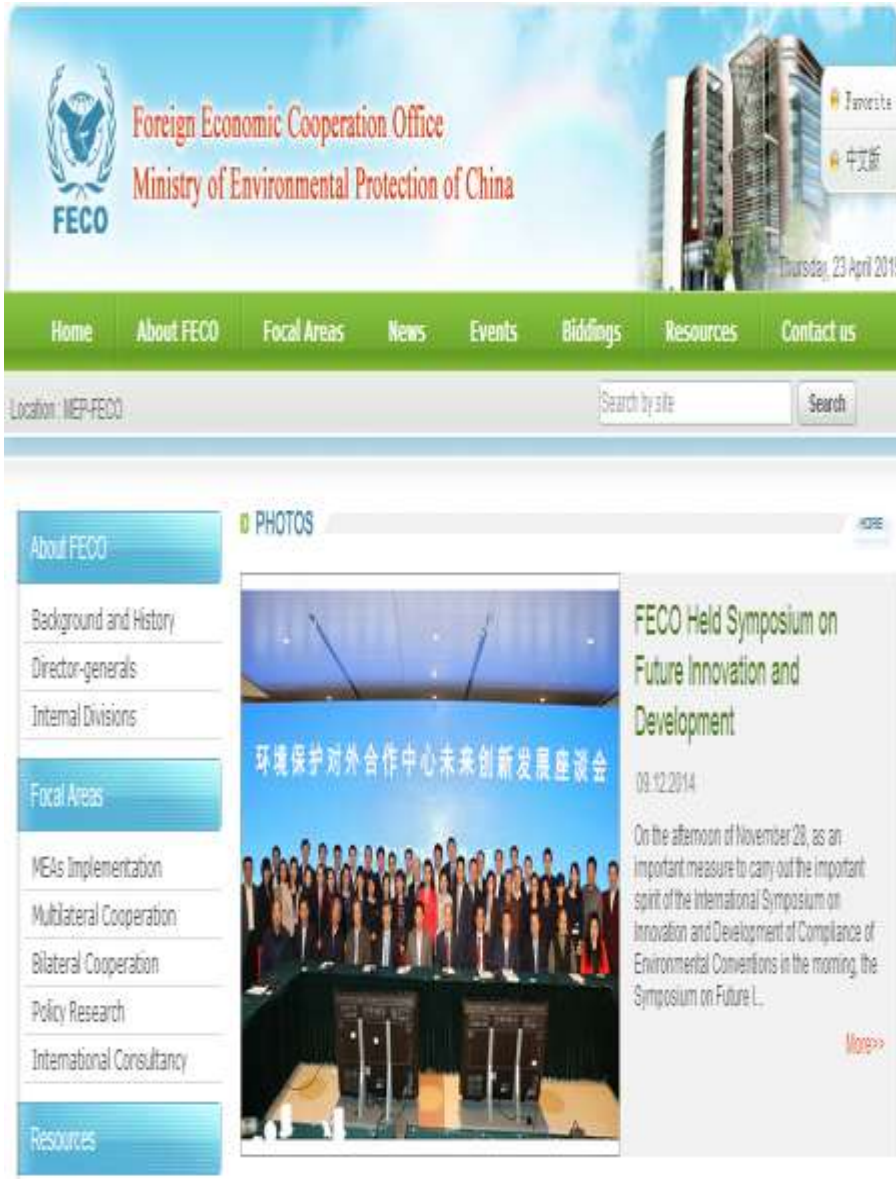 Foreign Economic Cooperation Office
Ministry of Environmental Protection of China
FECO
Favorite
中文版
Thursday, 23 April 2015
Home About FECO Focal Areas News Events Biddings Resources Contact us
Location : MEP-FECO
Search by site
Search
About FECO
Background and History
Director-generals
Internal Divisions
Focal Areas
MEAs Implementation
Multilateral Cooperation
Bilateral Cooperation
Policy Research
International Consultancy
Resources
PHOTOS
MORE
环境保护对外合作中心未来创新发展座谈会
FECO Held Symposium on
Future Innovation and
Development
09.12.2014
On the afternoon of November 28, as an
important measure to carry out the important
spirit of the International Symposium on
Innovation and Development of Compliance of
Environmental Conventions in the morning, the
Symposium on Future I...
More>>